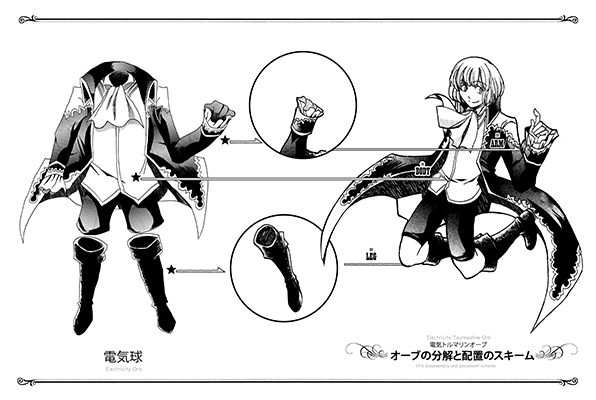 ARM
BODY
LEG
電気球
Electricity Orb
Electricity Tourmaline Orb
電気トルマリンオーブ
オーブの分解と配置のスキーム
Orb disassembly and placement scheme